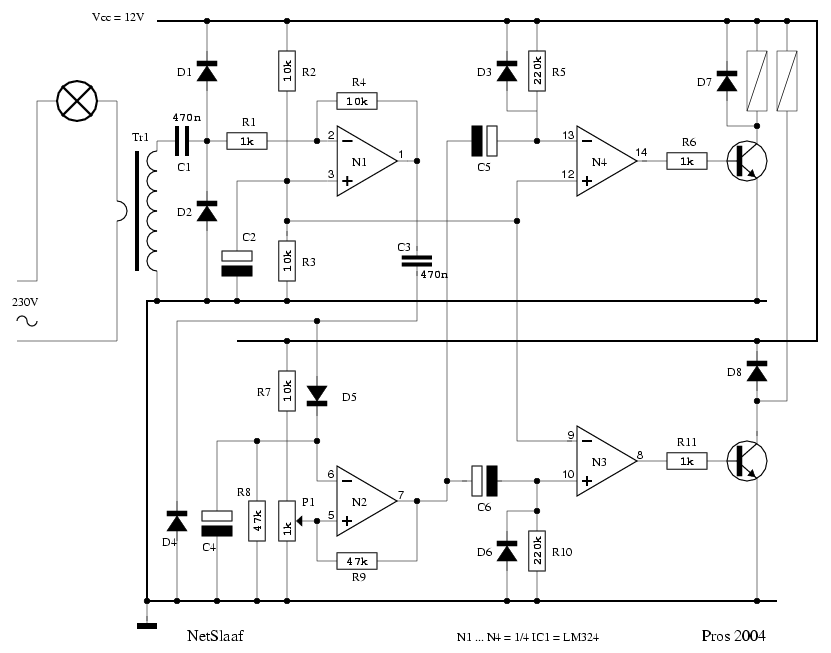 Vcc = 12V
D1
10k
R2
R4
10k
D3
220k
R5
D7
470n
Tr1
C1
R1
1k
2
3
N1
1
C5
13
12
N4
14
R6
1k
D2
C2
10k
R3
C3
470n
230V
R7
10k
D5
D8
R8
47k
1k
P1
6
5
N2
7
C6
9
10
N3
8
R11
1k
D4
C4
47k
R9
D6
220k
R10
NetSlaaf
N1 ... N4 = 1/4 IC1 = LM324
Pros 2004